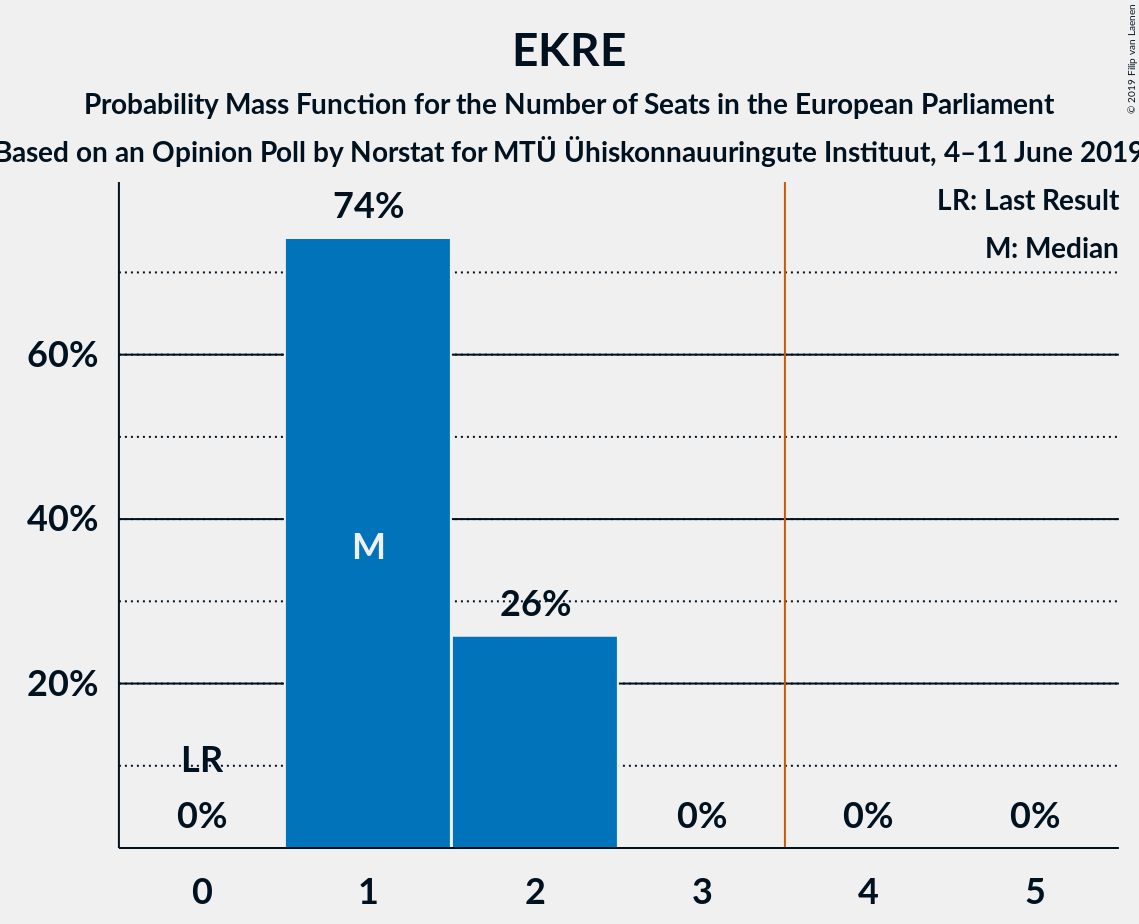 EKRE
Probability Mass Function for the Number of Seats in the European Parliament
Based on an Opinion Poll by Norstat for MTÜ Ühiskonnauuringute Instituut, 4–11 June 2019
© 2019 Filip van Laenen
LR: Last Result
M: Median
74%
60%
40%
M
26%
20%
LR
0%
0%
0%
0%
0
1
2
3
4
5